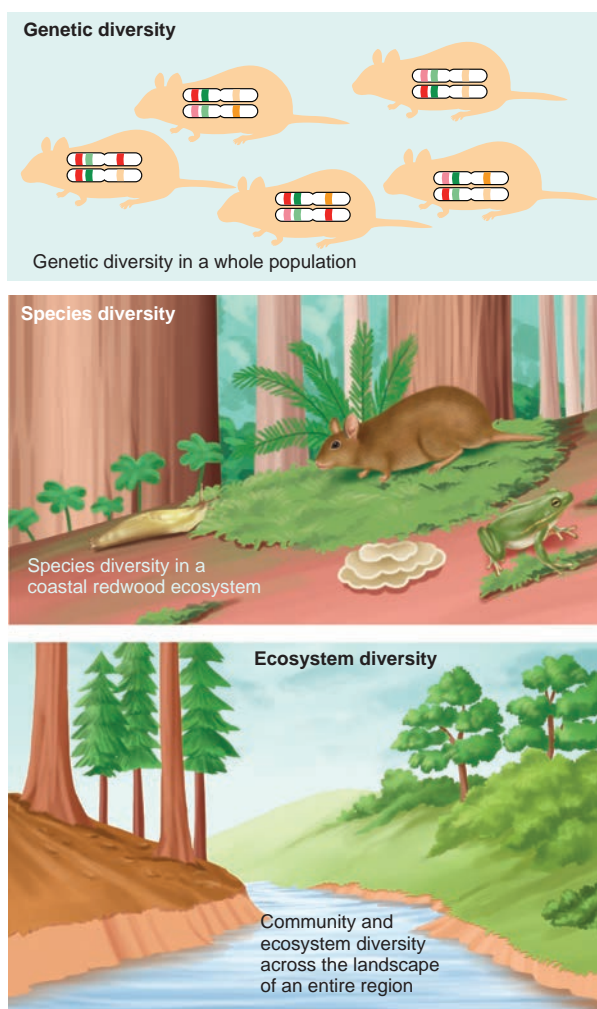 Genetic diversity
Genetic diversity in a whole population
Species diversity
Species diversity in a
coastal redwood ecosystem
Ecosystem diversity
Community and
ecosystem diversity
across the landscape
of an entire region